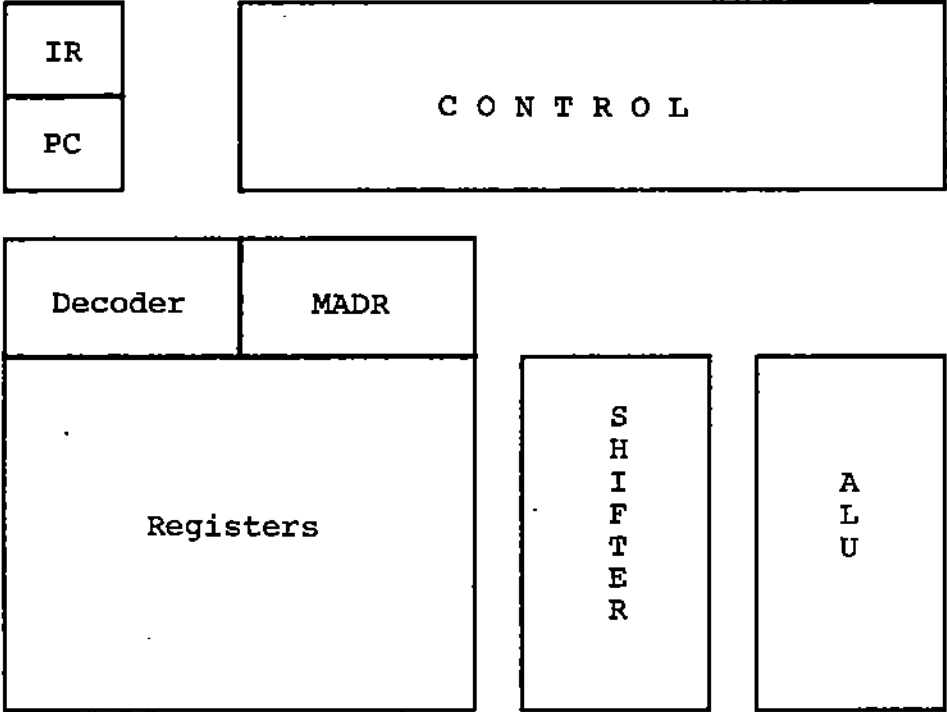 IR
CONTROL
PC
Decoder
MADR
SHIFTER
ALU
Registers